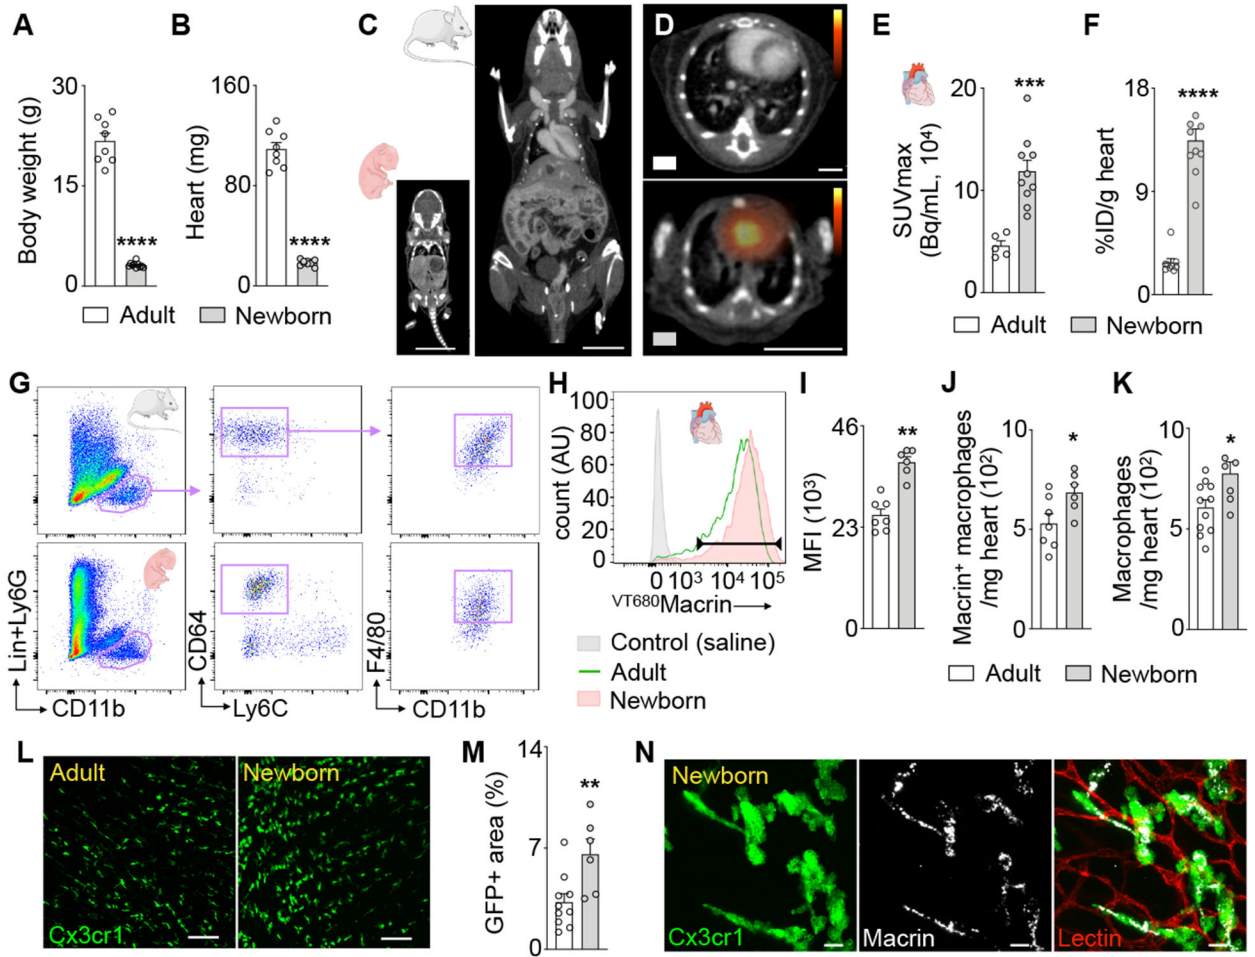 A
B
C
D
E
F
Body weight (g)
30
15
0
****
Heart (mg)
160
80
0
****
Adult
Newborn
SUV/max
(Bq/mL, 10⁴)
20
10
0
***
%ID/g heart
18
9
0
****
Adult
Newborn
G
H
I
J
K
Lin+Ly6G
CD11b
CD64
Ly6C
F4/80
CD11b
count (AU)
100
80
60
40
20
0
0 10³ 10⁴ 10⁵
VT680Macrin
Control (saline)
Adult
Newborn
MFI (10³)
46
23
0
**
Macrin⁺ macrophages
/mg heart (10²)
10
5
0
*
Macrophages
/mg heart (10²)
10
5
0
*
Adult
Newborn
L
Adult
Newborn
Cx3cr1
M
GFP+ area (%)
14
7
0
**
N
Newborn
Cx3cr1
Macrin
Lectin